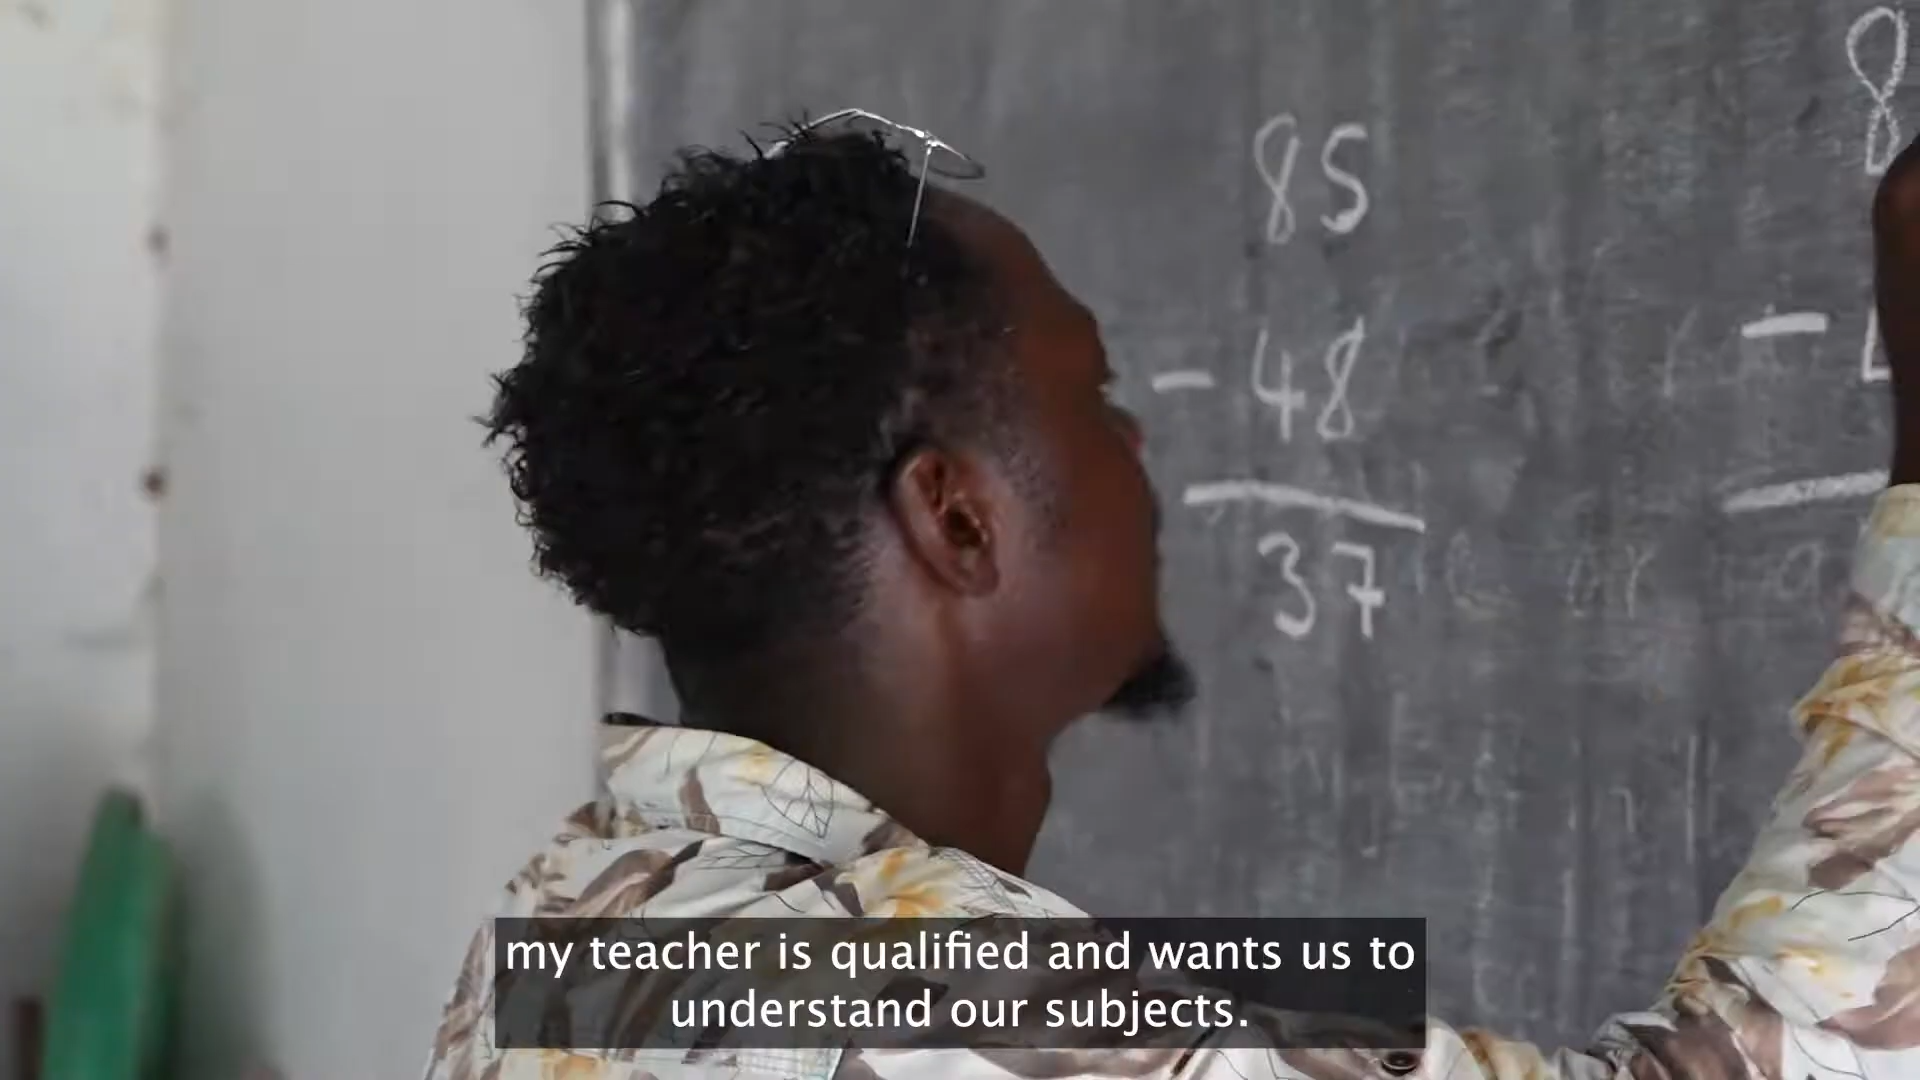 85
- 48
37
8
-
my teacher is qualified and wants us to
understand our subjects.